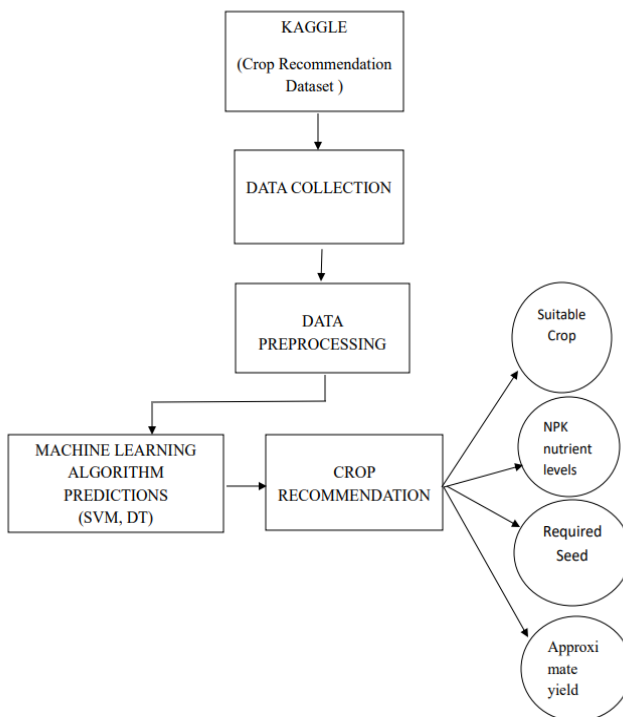 KAGGLE
(Crop Recommendation
Dataset )
DATA COLLECTION
DATA
PREPROCESSING
MACHINE LEARNING
ALGORITHM
PREDICTIONS
(SVM, DT)
CROP
RECOMMENDATION
Suitable
Crop
NPK
nutrient
levels
Required
Seed
Approxi
mate
yield